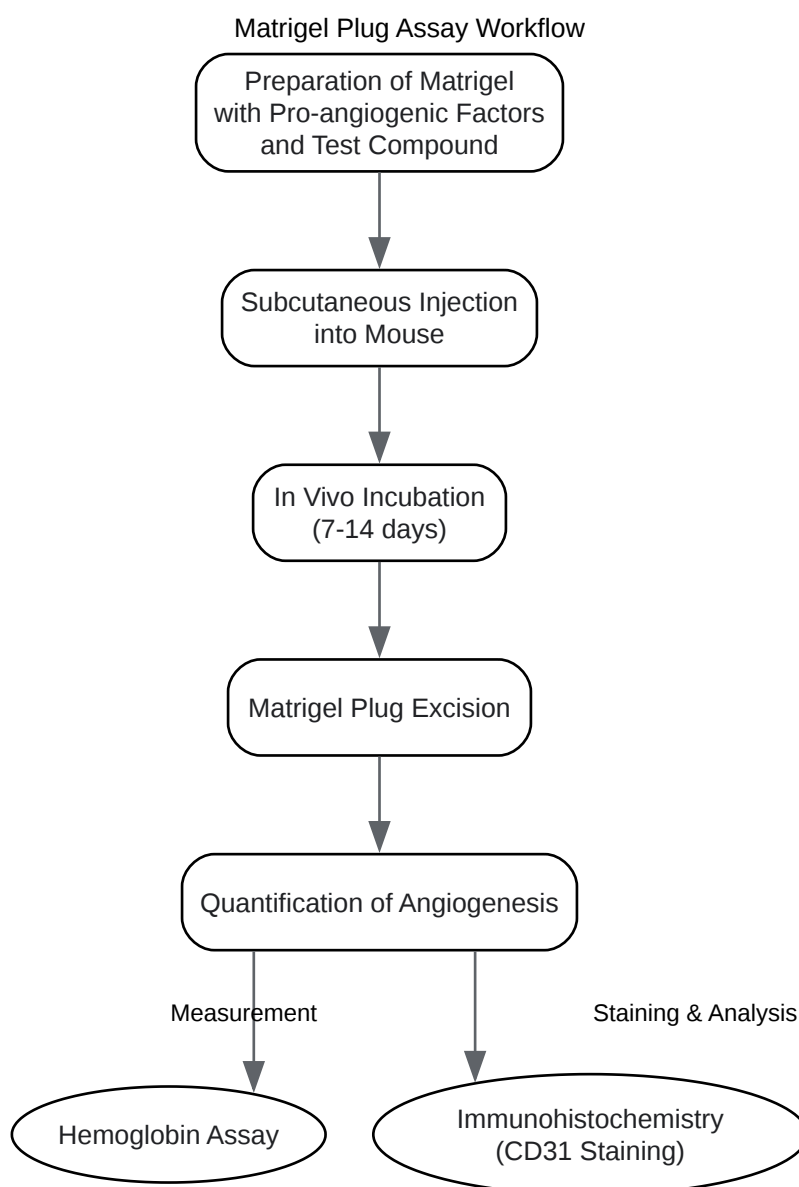 Matrigel Plug Assay Workflow
Preparation of Matrigel
with Pro-angiogenic Factors
and Test Compound
Subcutaneous Injection
into Mouse
In Vivo Incubation
(7-14 days)
Matrigel Plug Excision
Quantification of Angiogenesis
Measurement
Staining & Analysis
Hemoglobin Assay
Immunohistochemistry
(CD31 Staining)